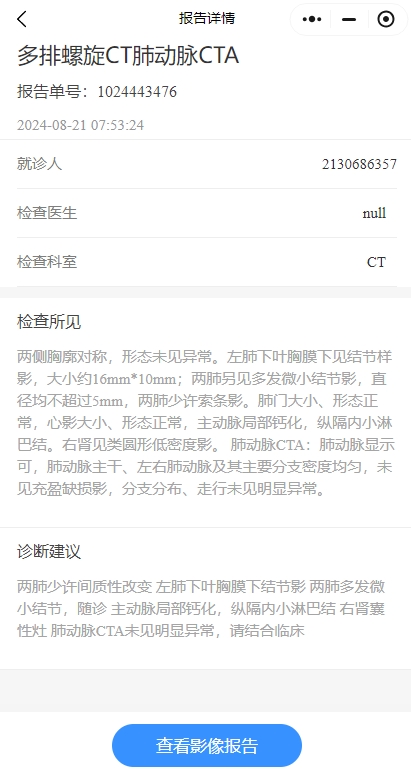 报告详情
多排螺旋CT肺动脉CTA
报告单号：1024443476
2024-08-21 07:53:24
就诊人 2130686357
检查医生 null
检查科室 CT
检查所见
两侧胸廓对称，形态未见异常。左肺下叶胸膜下见结节样
影，大小约16mm*10mm；两肺另见多发微小结节影，直
径均不超过5mm，两肺少许索条影。肺门大小、形态正
常，心影大小、形态正常，主动脉局部钙化，纵隔内小淋
巴结。右肾见类圆形低密度影。 肺动脉CTA：肺动脉显示
可，肺动脉主干、左右肺动脉及其主要分支密度均匀，未
见充盈缺损影，分支分布、走行未见明显异常。
诊断建议
两肺少许间质性改变 左肺下叶胸膜下结节影 两肺多发微
小结节，随诊 主动脉局部钙化，纵隔内小淋巴结 右肾囊
性灶 肺动脉CTA未见明显异常，请结合临床
查看影像报告